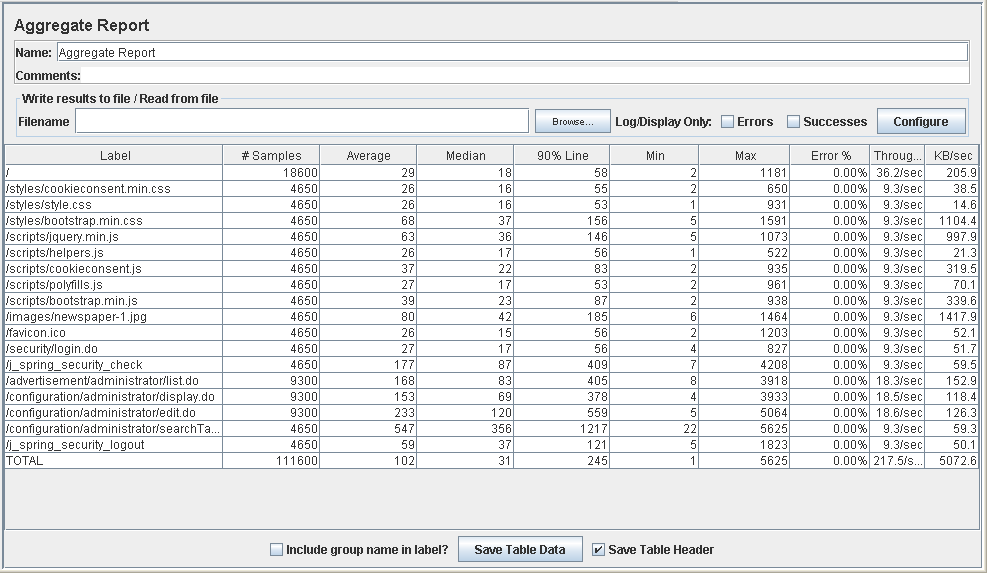 Aggregate Report
Name: Aggregate Report
Comments:
Write results to file / Read from file
Filename Browse... Log/Display Only: Errors Successes Configure
Label # Samples Average Median 90% Line Min Max Error % Throug... KB/sec
/ 18600 29 18 58 2 1181 0.00% 36.2/sec 205.9
/styles/cookieconsent.min.css 4650 26 16 55 2 650 0.00% 9.3/sec 38.5
/styles/style.css 4650 26 16 53 1 931 0.00% 9.3/sec 14.6
/styles/bootstrap.min.css 4650 68 37 156 5 1591 0.00% 9.3/sec 1104.4
/scripts/jquery.min.js 4650 63 36 146 5 1073 0.00% 9.3/sec 997.9
/scripts/helpers.js 4650 26 17 56 1 522 0.00% 9.3/sec 21.3
/scripts/cookieconsent.js 4650 37 22 83 2 935 0.00% 9.3/sec 319.5
/scripts/polyfills.js 4650 27 17 53 2 961 0.00% 9.3/sec 70.1
/scripts/bootstrap.min.js 4650 39 23 87 2 938 0.00% 9.3/sec 339.6
/images/newspaper-1.jpg 4650 80 42 185 6 1464 0.00% 9.3/sec 1417.9
/favicon.ico 4650 26 15 56 2 1203 0.00% 9.3/sec 52.1
/security/login.do 4650 27 17 56 4 827 0.00% 9.3/sec 51.7
/j_spring_security_check 4650 177 87 409 7 4208 0.00% 9.3/sec 59.5
/advertisement/administrator/list.do 9300 168 83 405 8 3918 0.00% 18.3/sec 152.9
/configuration/administrator/display.do 9300 153 69 378 4 3933 0.00% 18.5/sec 118.4
/configuration/administrator/edit.do 9300 233 120 559 5 5064 0.00% 18.6/sec 126.3
/configuration/administrator/searchTa... 4650 547 356 1217 22 5625 0.00% 9.3/sec 59.3
/j_spring_security_logout 4650 59 37 121 5 1823 0.00% 9.3/sec 50.1
TOTAL 111600 102 31 245 1 5625 0.00% 217.5/s... 5072.6
Include group name in label? Save Table Data Save Table Header